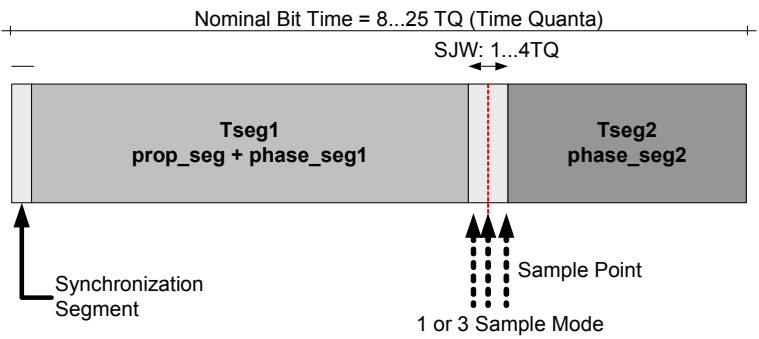 Nominal Bit Time = 8...25 TQ (Time Quanta)
SJW: 1...4TQ
Tseg1
prop_seg + phase_seg1
Tseg2
phase_seg2
Synchronization
Segment
Sample Point
1 or 3 Sample Mode